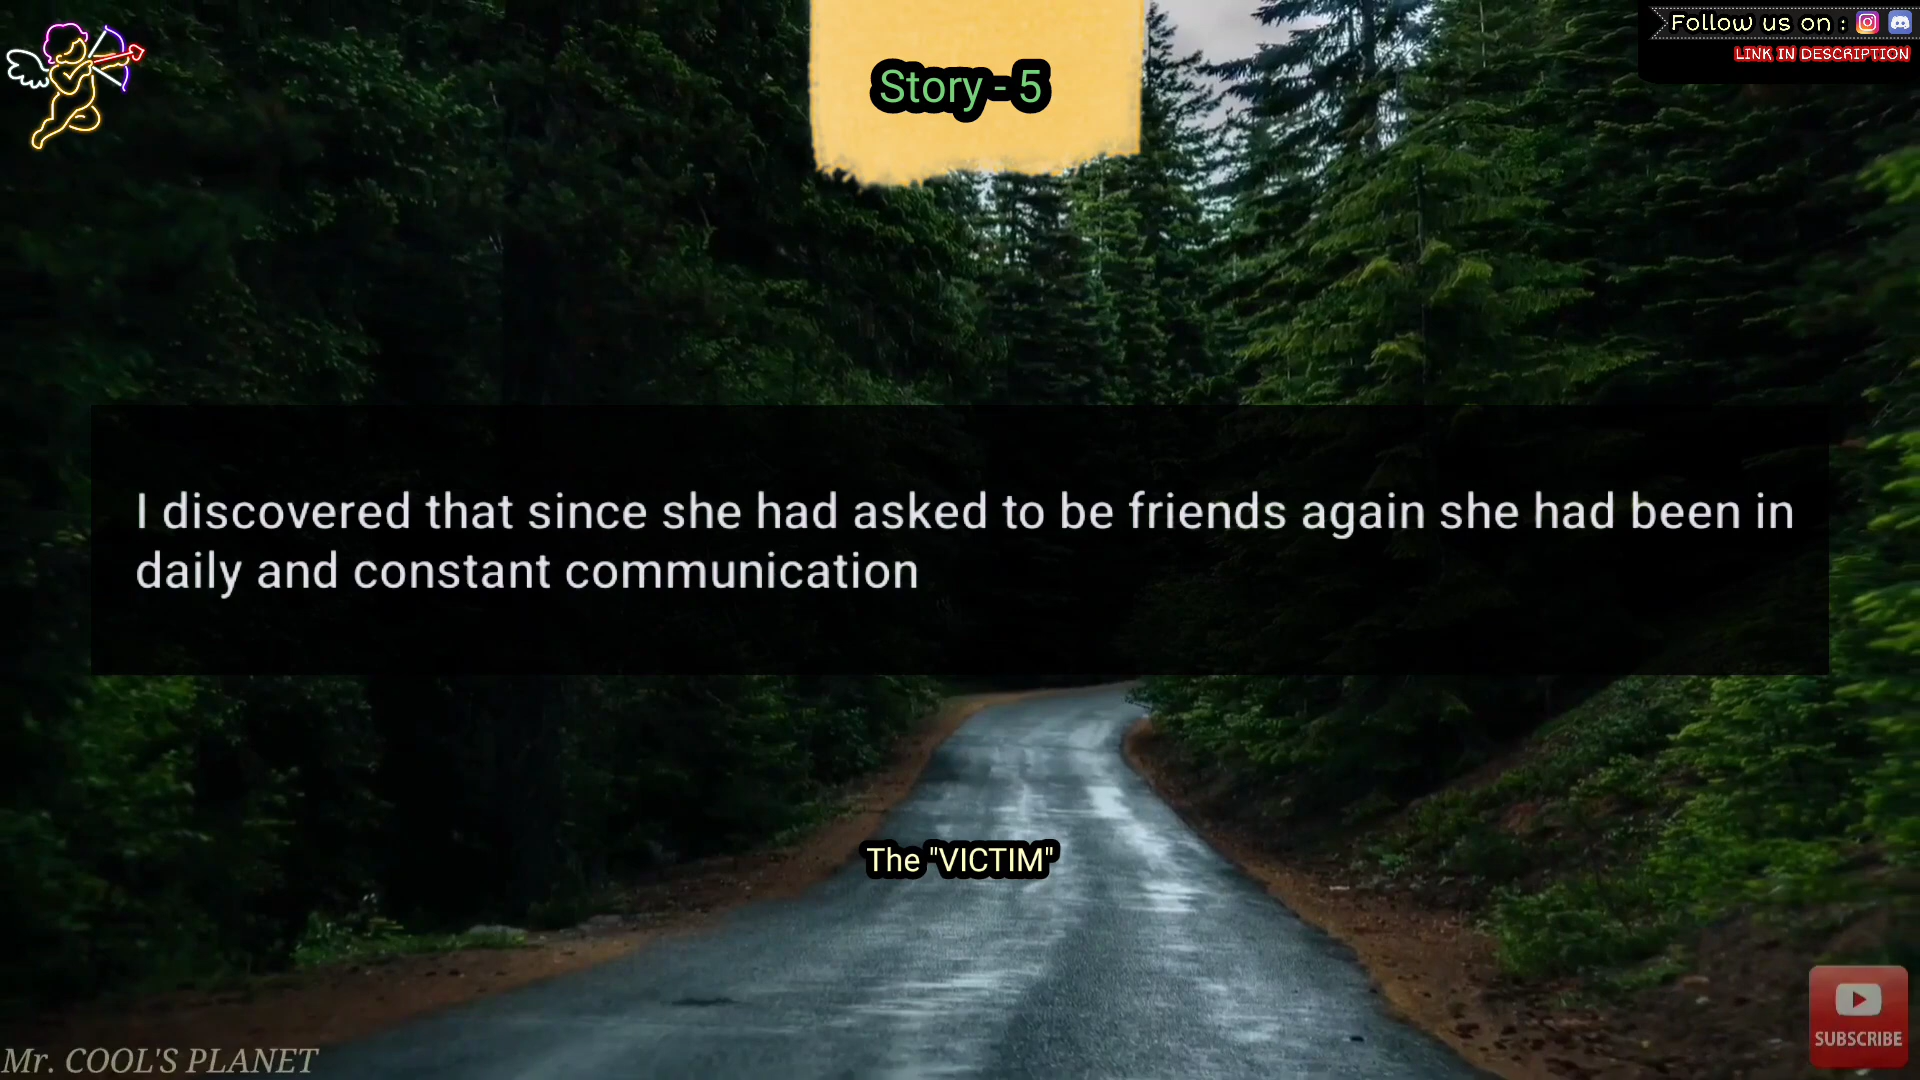 Follow us on :
LINK IN DESCRIPTION
Story - 5
I discovered that since she had asked to be friends again she had been in
daily and constant communication
The "VICTIM"
SUBSCRIBE
Mr. COOL'S PLANET